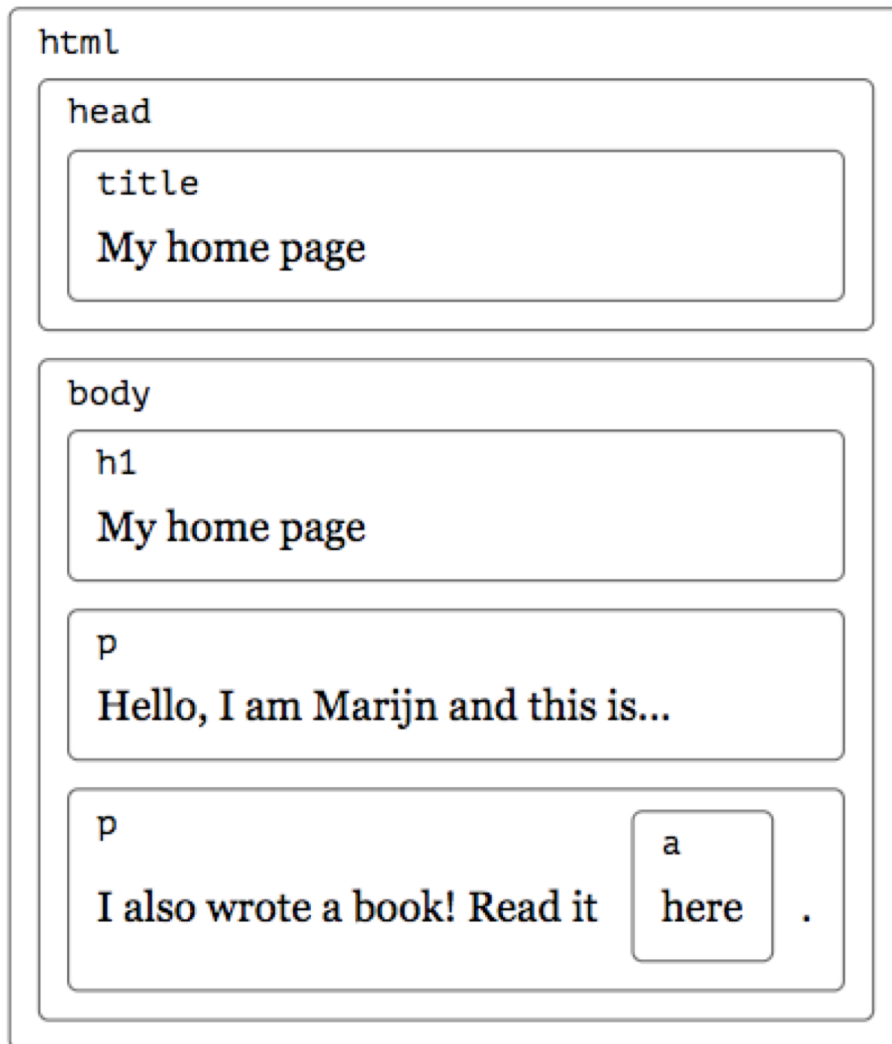 html
head
title
My home page
body
h1
My home page
p
Hello, I am Marijn and this is...
p
a
I also wrote a book! Read it here .